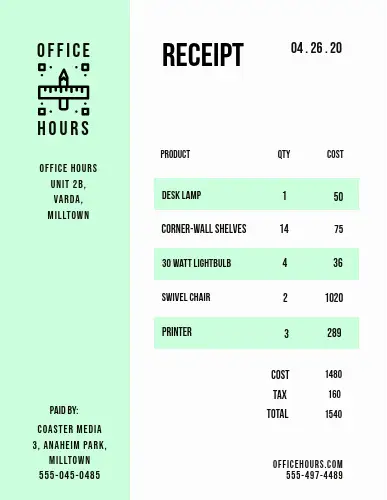 OFFICE
HOURS
OFFICE HOURS
UNIT 2B,
VARDA,
MILLTOWN
RECEIPT 04.26.20
PRODUCT QTY COST
DESK LAMP 1 50
CORNER-WALL SHELVES 14 75
30 WATT LIGHTBULB 4 36
SWIVEL CHAIR 2 1020
PRINTER 3 289
COST 1480
TAX 160
TOTAL 1540
PAID BY:
COASTER MEDIA
3, ANAHEIM PARK,
MILLTOWN
555-045-0485
OFFICEHOURS.COM
555-497-4489